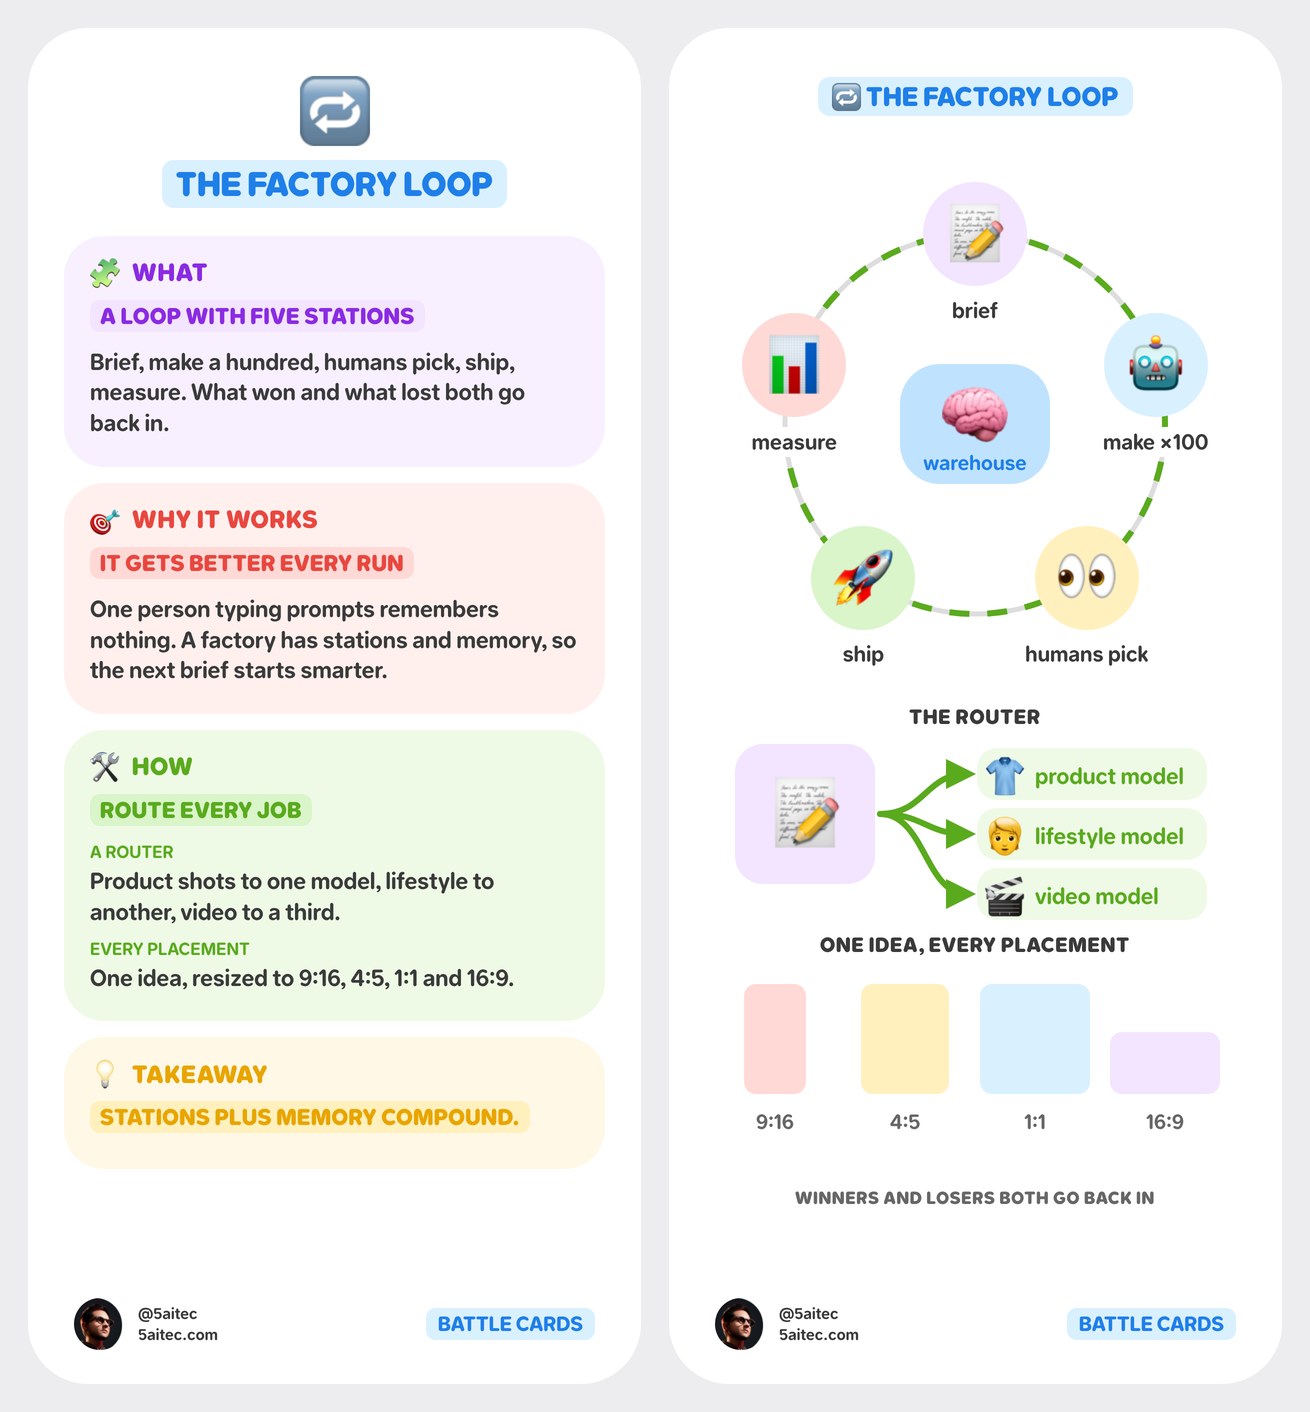 THE FACTORY LOOP
WHAT
A LOOP WITH FIVE STATIONS
Brief, make a hundred, humans pick, ship,
measure. What won and what lost both go
back in.
WHY IT WORKS
IT GETS BETTER EVERY RUN
One person typing prompts remembers
nothing. A factory has stations and memory, so
the next brief starts smarter.
HOW
ROUTE EVERY JOB
A ROUTER
Product shots to one model, lifestyle to
another, video to a third.
EVERY PLACEMENT
One idea, resized to 9:16, 4:5, 1:1 and 16:9.
TAKEAWAY
STATIONS PLUS MEMORY COMPOUND.
@5aitec
5aitec.com
BATTLE CARDS
THE FACTORY LOOP
brief
measure
warehouse
make ×100
ship
humans pick
THE ROUTER
product model
lifestyle model
video model
ONE IDEA, EVERY PLACEMENT
9:16
4:5
1:1
16:9
WINNERS AND LOSERS BOTH GO BACK IN
@5aitec
5aitec.com
BATTLE CARDS